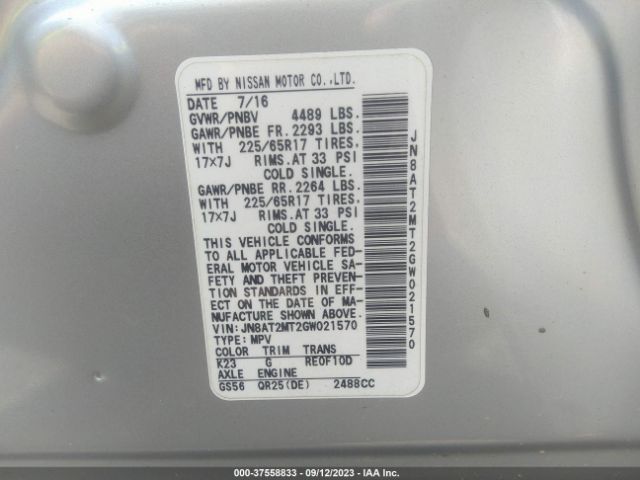 MFD BY NISSAN MOTOR CO.,LTD.
DATE 7/16
GVWR/PNBV 4489 LBS.
GAWR/PNBE FR. 2293 LBS.
WITH 225/65R17 TIRES.
17×7J RIMS.AT 33 PSI
COLD SINGLE.
GAWR/PNBE RR. 2264 LBS.
WITH 225/65R17 TIRES.
17×7J RIMS.AT 33 PSI
COLD SINGLE.
THIS VEHICLE CONFORMS
TO ALL APPLICABLE FED-
ERAL MOTOR VEHICLE SA-
FETY AND THEFT PREVEN-
TION STANDARDS IN EFF-
ECT ON THE DATE OF MA-
NUFACTURE SHOWN ABOVE.
VIN: JN8AT2MT2GW021570
TYPE: MPV
COLOR TRIM TRANS
K23 G RE0F10D
AXLE ENGINE
GS56 QR25(DE) 2488CC
JN8AT2MT2GW021570
000-37558833 - 09/12/2023 - IAA Inc.